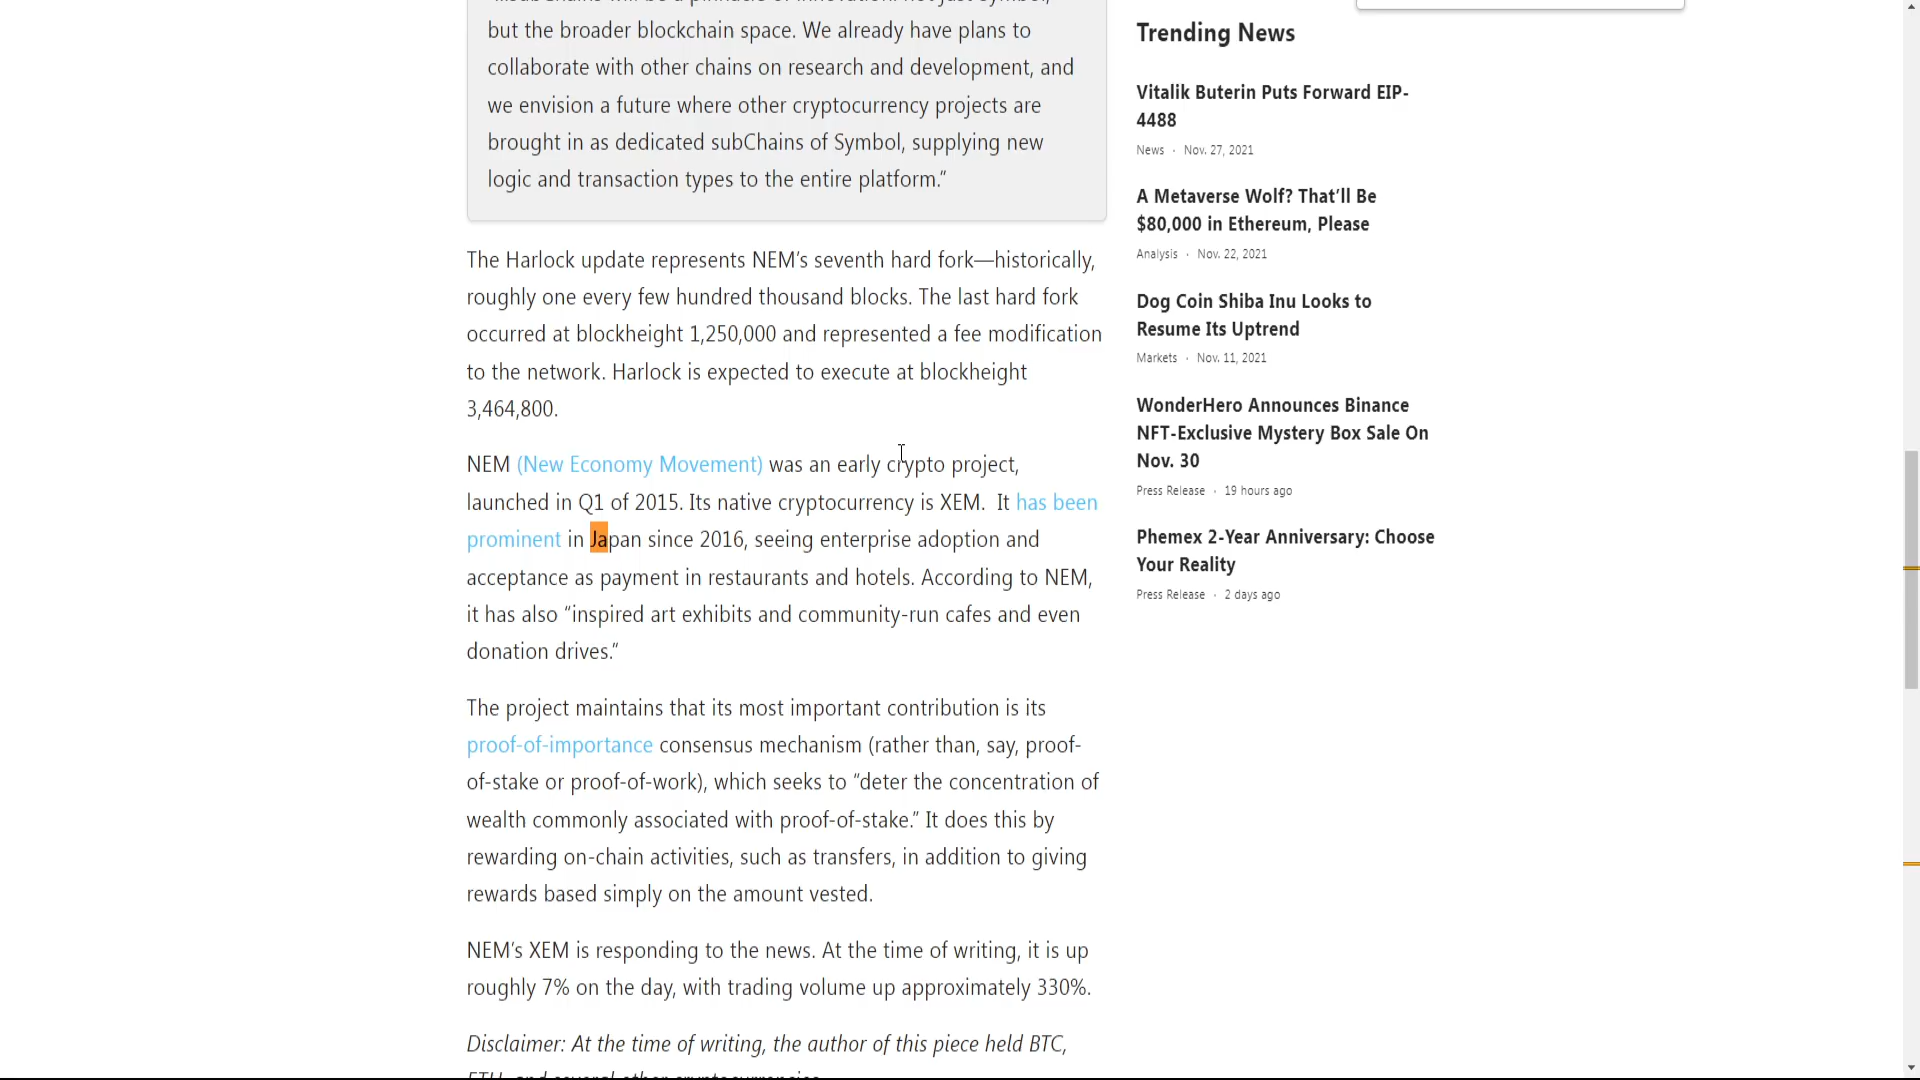 but the broader blockchain space. We already have plans to
collaborate with other chains on research and development, and
we envision a future where other cryptocurrency projects are
brought in as dedicated subChains of Symbol, supplying new
logic and transaction types to the entire platform.“
The Harlock update represents NEM’s seventh hard fork—historically,
roughly one every few hundred thousand blocks. The last hard fork
occurred at blockheight 1,250,000 and represented a fee modification
to the network. Harlock is expected to execute at blockheight
3,464,800.
NEM (New Economy Movement) was an early crypto project,
launched in Q1 of 2015. Its native cryptocurrency is XEM.  It has been
prominent in Japan since 2016, seeing enterprise adoption and
acceptance as payment in restaurants and hotels. According to NEM,
it has also “inspired art exhibits and community-run cafes and even
donation drives.”
The project maintains that its most important contribution is its
proof-of-importance consensus mechanism (rather than, say, proof-
of-stake or proof-of-work), which seeks to “deter the concentration of
wealth commonly associated with proof-of-stake.” It does this by
rewarding on-chain activities, such as transfers, in addition to giving
rewards based simply on the amount vested.
NEM’s XEM is responding to the news. At the time of writing, it is up
roughly 7% on the day, with trading volume up approximately 330%.
Disclaimer: At the time of writing, the author of this piece held BTC,
ETH, and several other cryptocurrencies.
Trending News
Vitalik Buterin Puts Forward EIP-
4488
News · Nov. 27, 2021
A Metaverse Wolf? That’ll Be
$80,000 in Ethereum, Please
Analysis · Nov. 22, 2021
Dog Coin Shiba Inu Looks to
Resume Its Uptrend
Markets · Nov. 11, 2021
WonderHero Announces Binance
NFT-Exclusive Mystery Box Sale On
Nov. 30
Press Release · 19 hours ago
Phemex 2-Year Anniversary: Choose
Your Reality
Press Release · 2 days ago